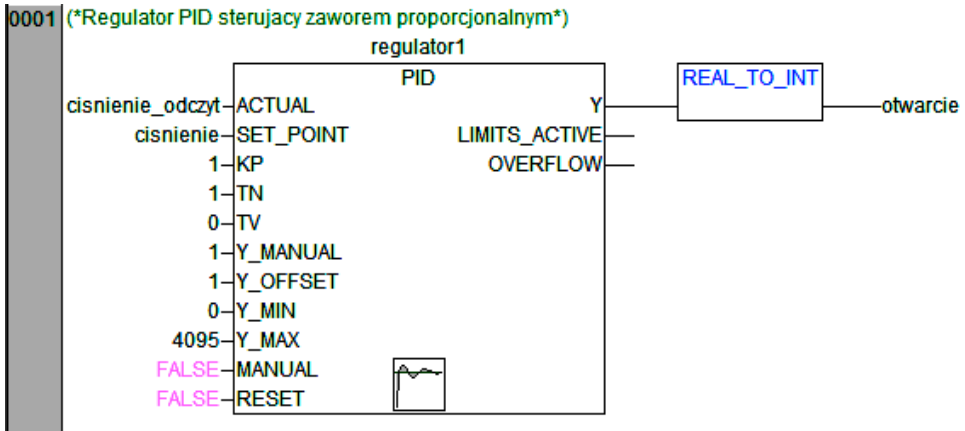 0001 (*Regulator PID sterujacy zaworem proporcjonalnym*)
regulator1
PID REAL_TO_INT
cisnienie_odczyt ACTUAL Y otwarcie
cisnienie SET_POINT LIMITS_ACTIVE
1 KP OVERFLOW
1 TN
0 TV
1 Y_MANUAL
1 Y_OFFSET
0 Y_MIN
4095 Y_MAX
FALSE MANUAL
FALSE RESET